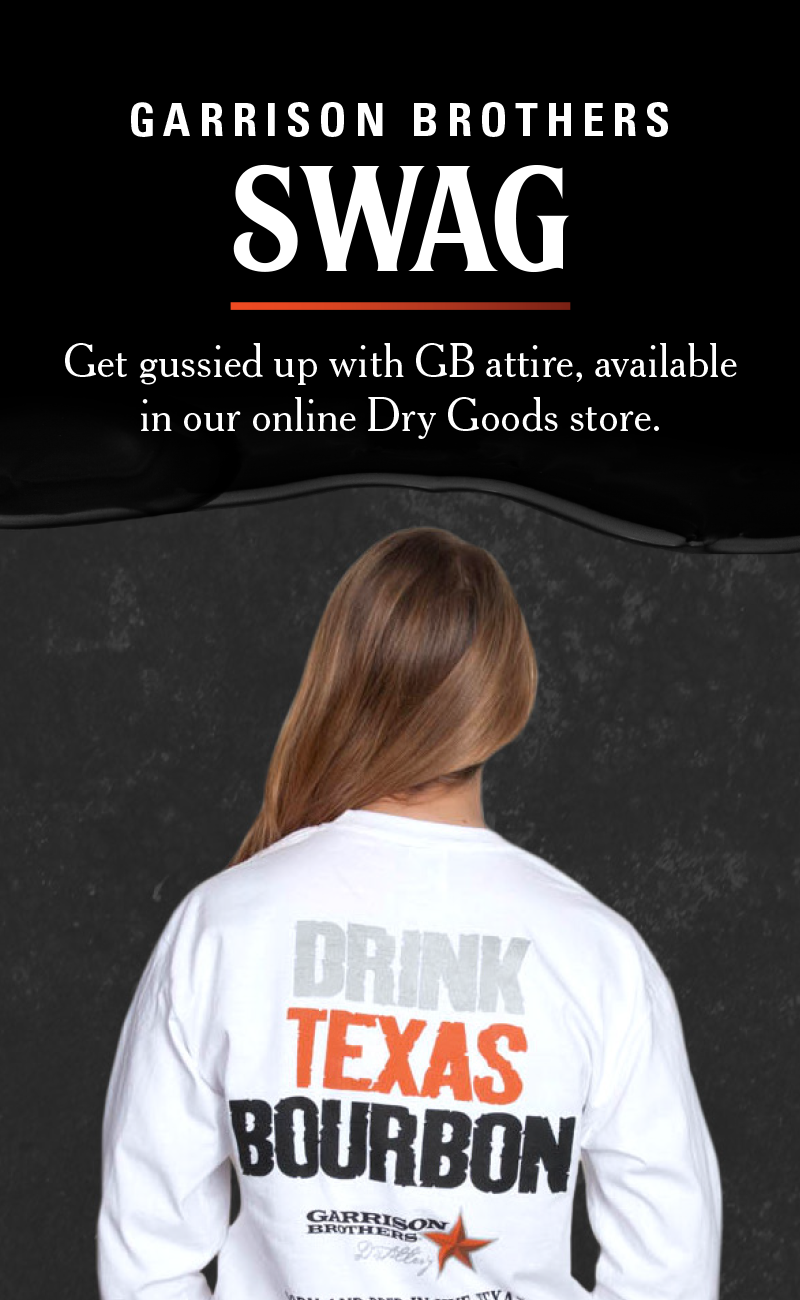 GARRISON BROTHERS
SWAG
Get gussied up with GB attire, available
in our online Dry Goods store.
DRINK
TEXAS
BOURBON
GARRISON
BROTHERS
Distillery